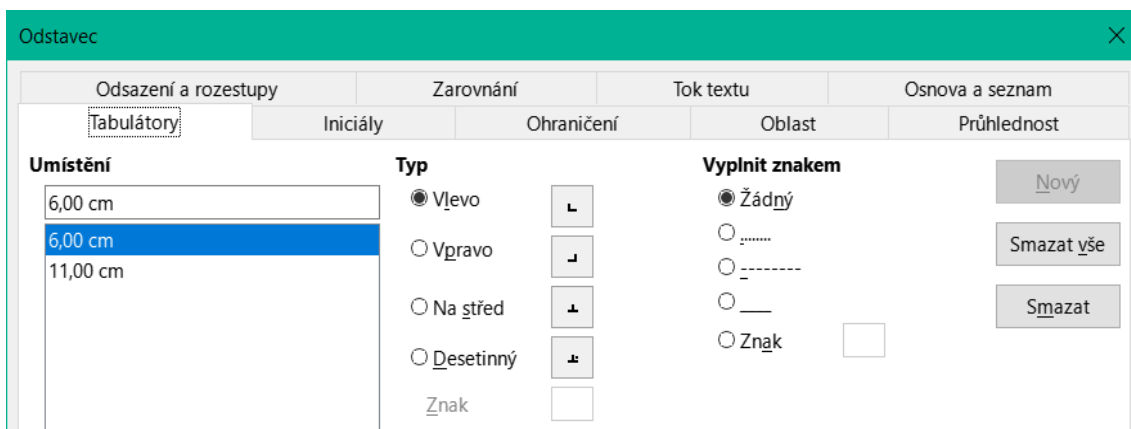 Odstavec
Odsazení a rozestupy Zarovnání Tok textu Osnova a seznam
Tabulátory Iniciály Ohraničení Oblast Průhlednost
Umístění Typ Vyplnit znakem
6,00 cm Vlevo Žádný Nový
6,00 cm Vpravo ........ Smazat vše
11,00 cm --------
Na střed ___ Smazat
Desetinný Znak
Znak